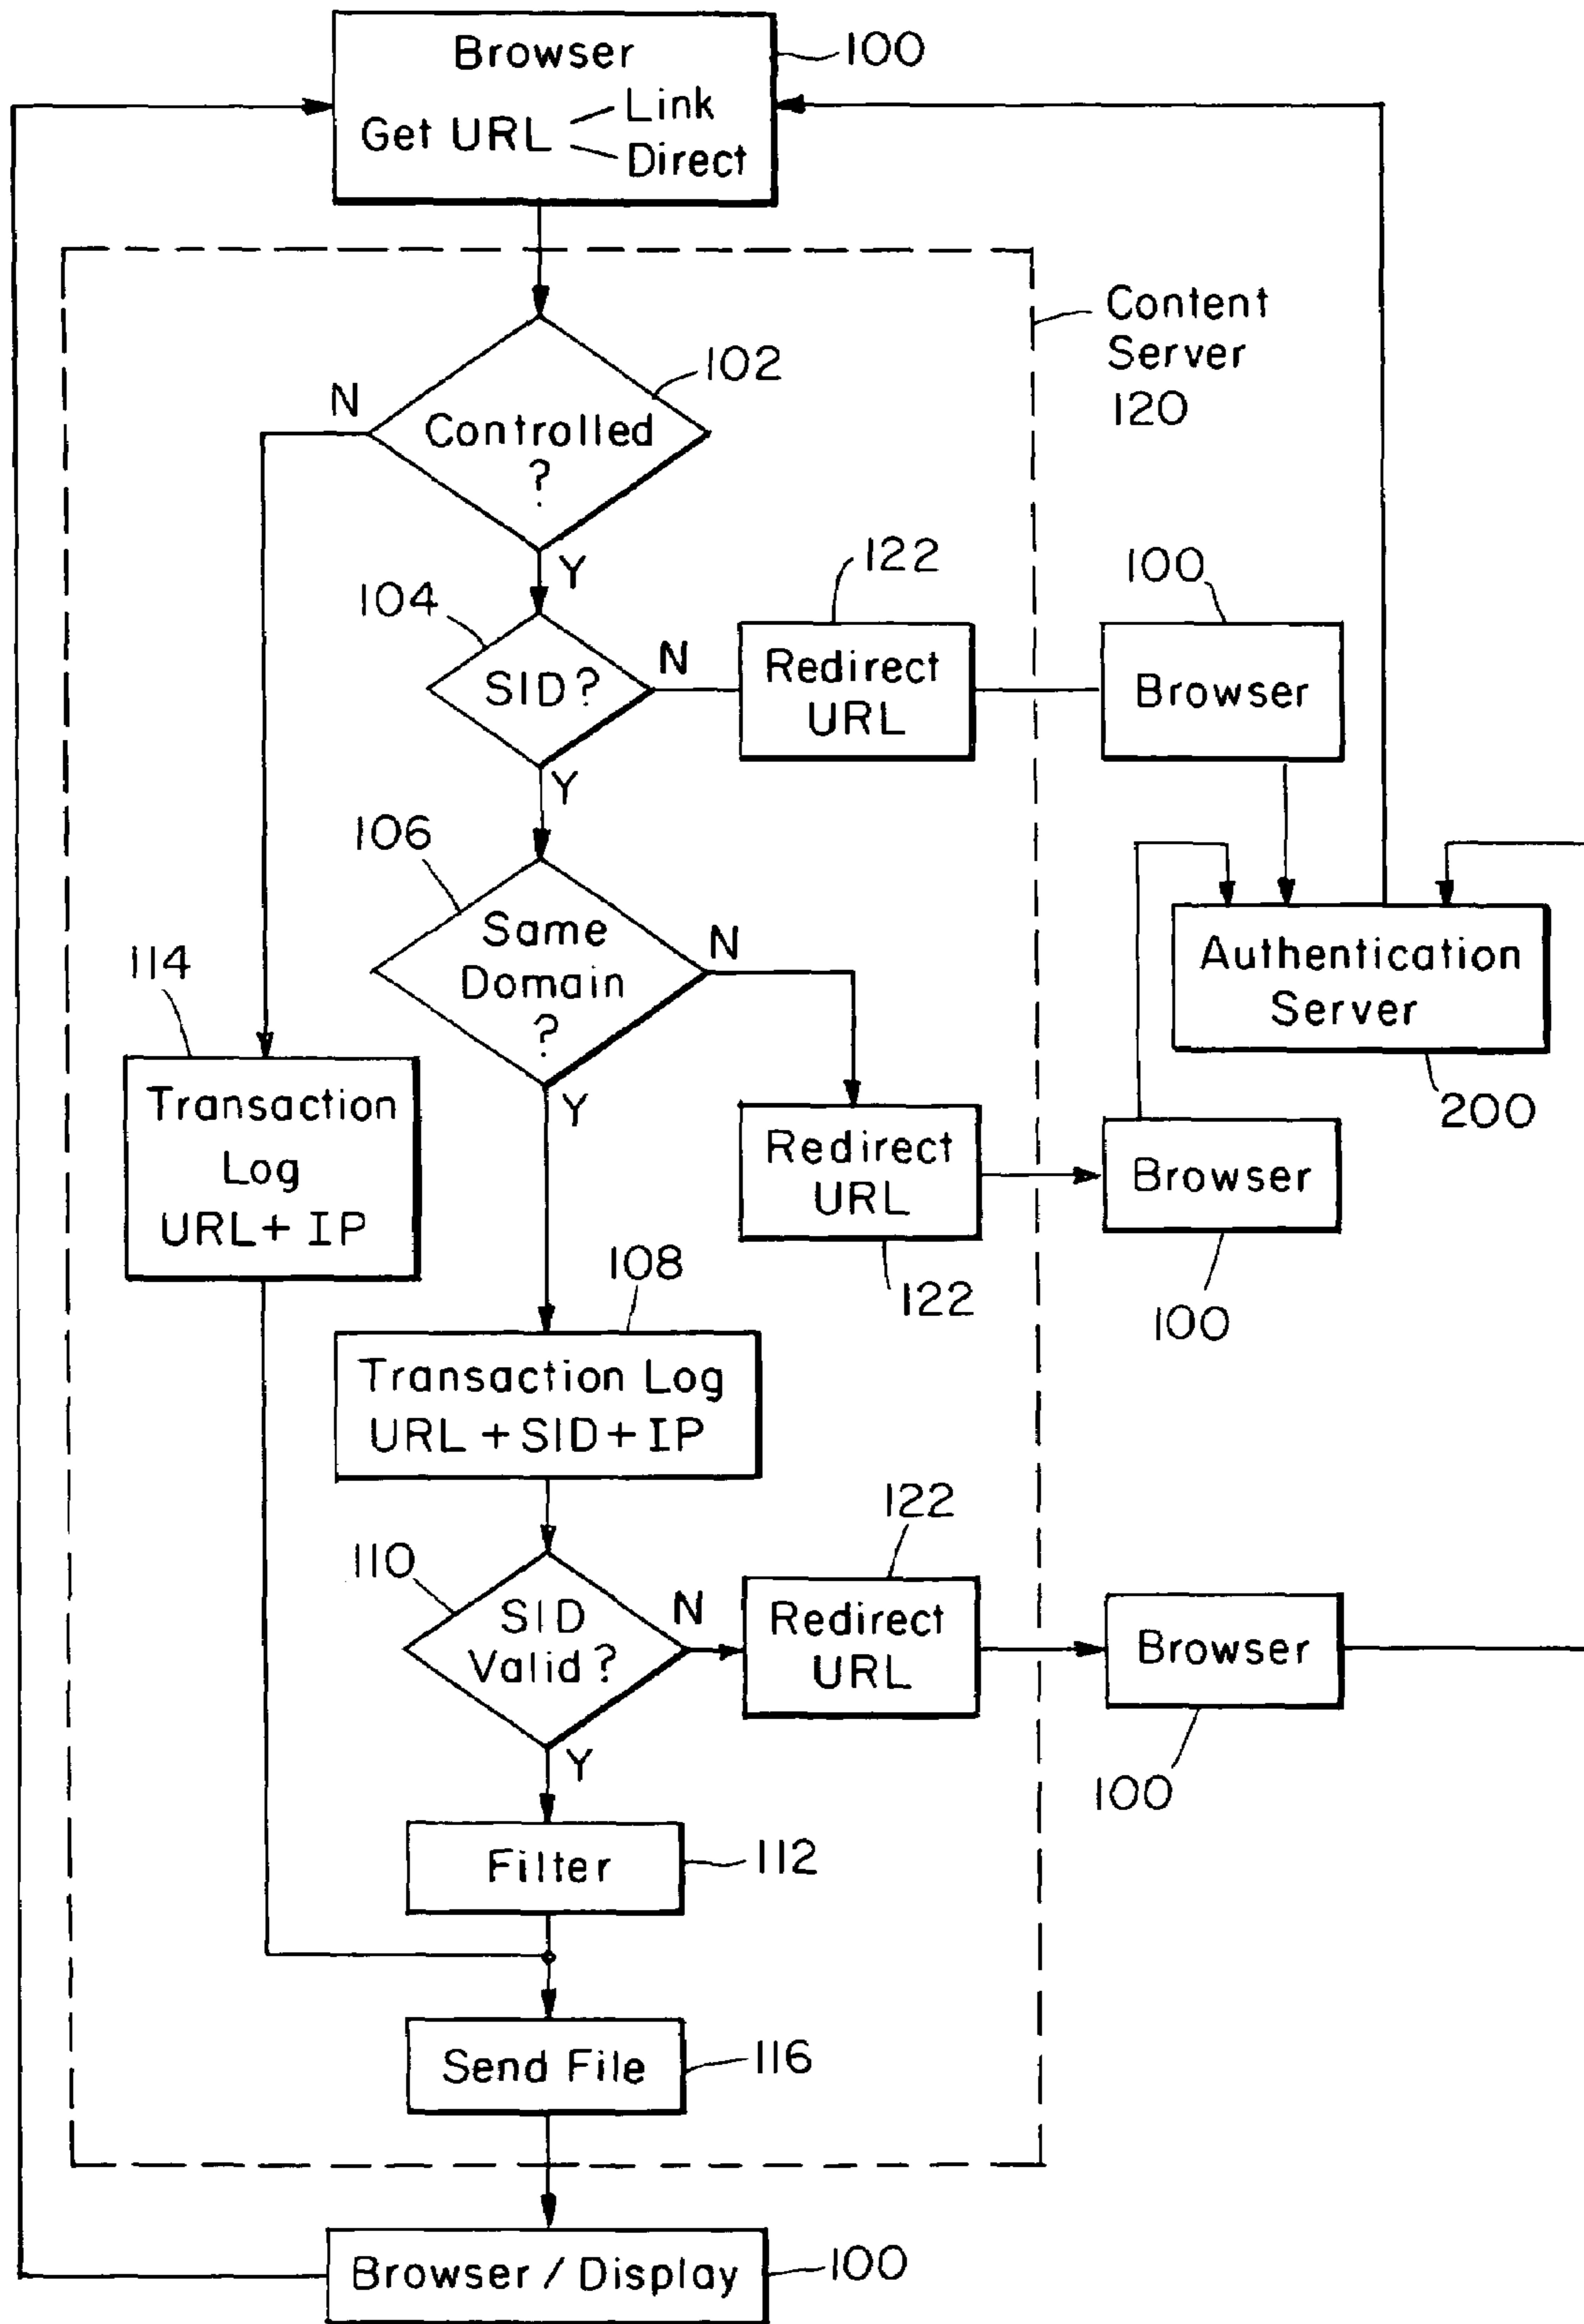 Browser
100
Get URL
Link
Direct
Content
Server
120
102
N
Controlled
?
Y
104
SID?
N
122
Redirect
URL
100
Browser
Y
106
Same
Domain
?
N
Authentication
Server
200
114
Transaction
Log
URL+ IP
Y
Redirect
URL
122
Browser
100
108
Transaction Log
URL + SID + IP
110
SID
Valid ?
N
122
Redirect
URL
Browser
100
Y
Filter
112
Send File
116
Browser / Display
100